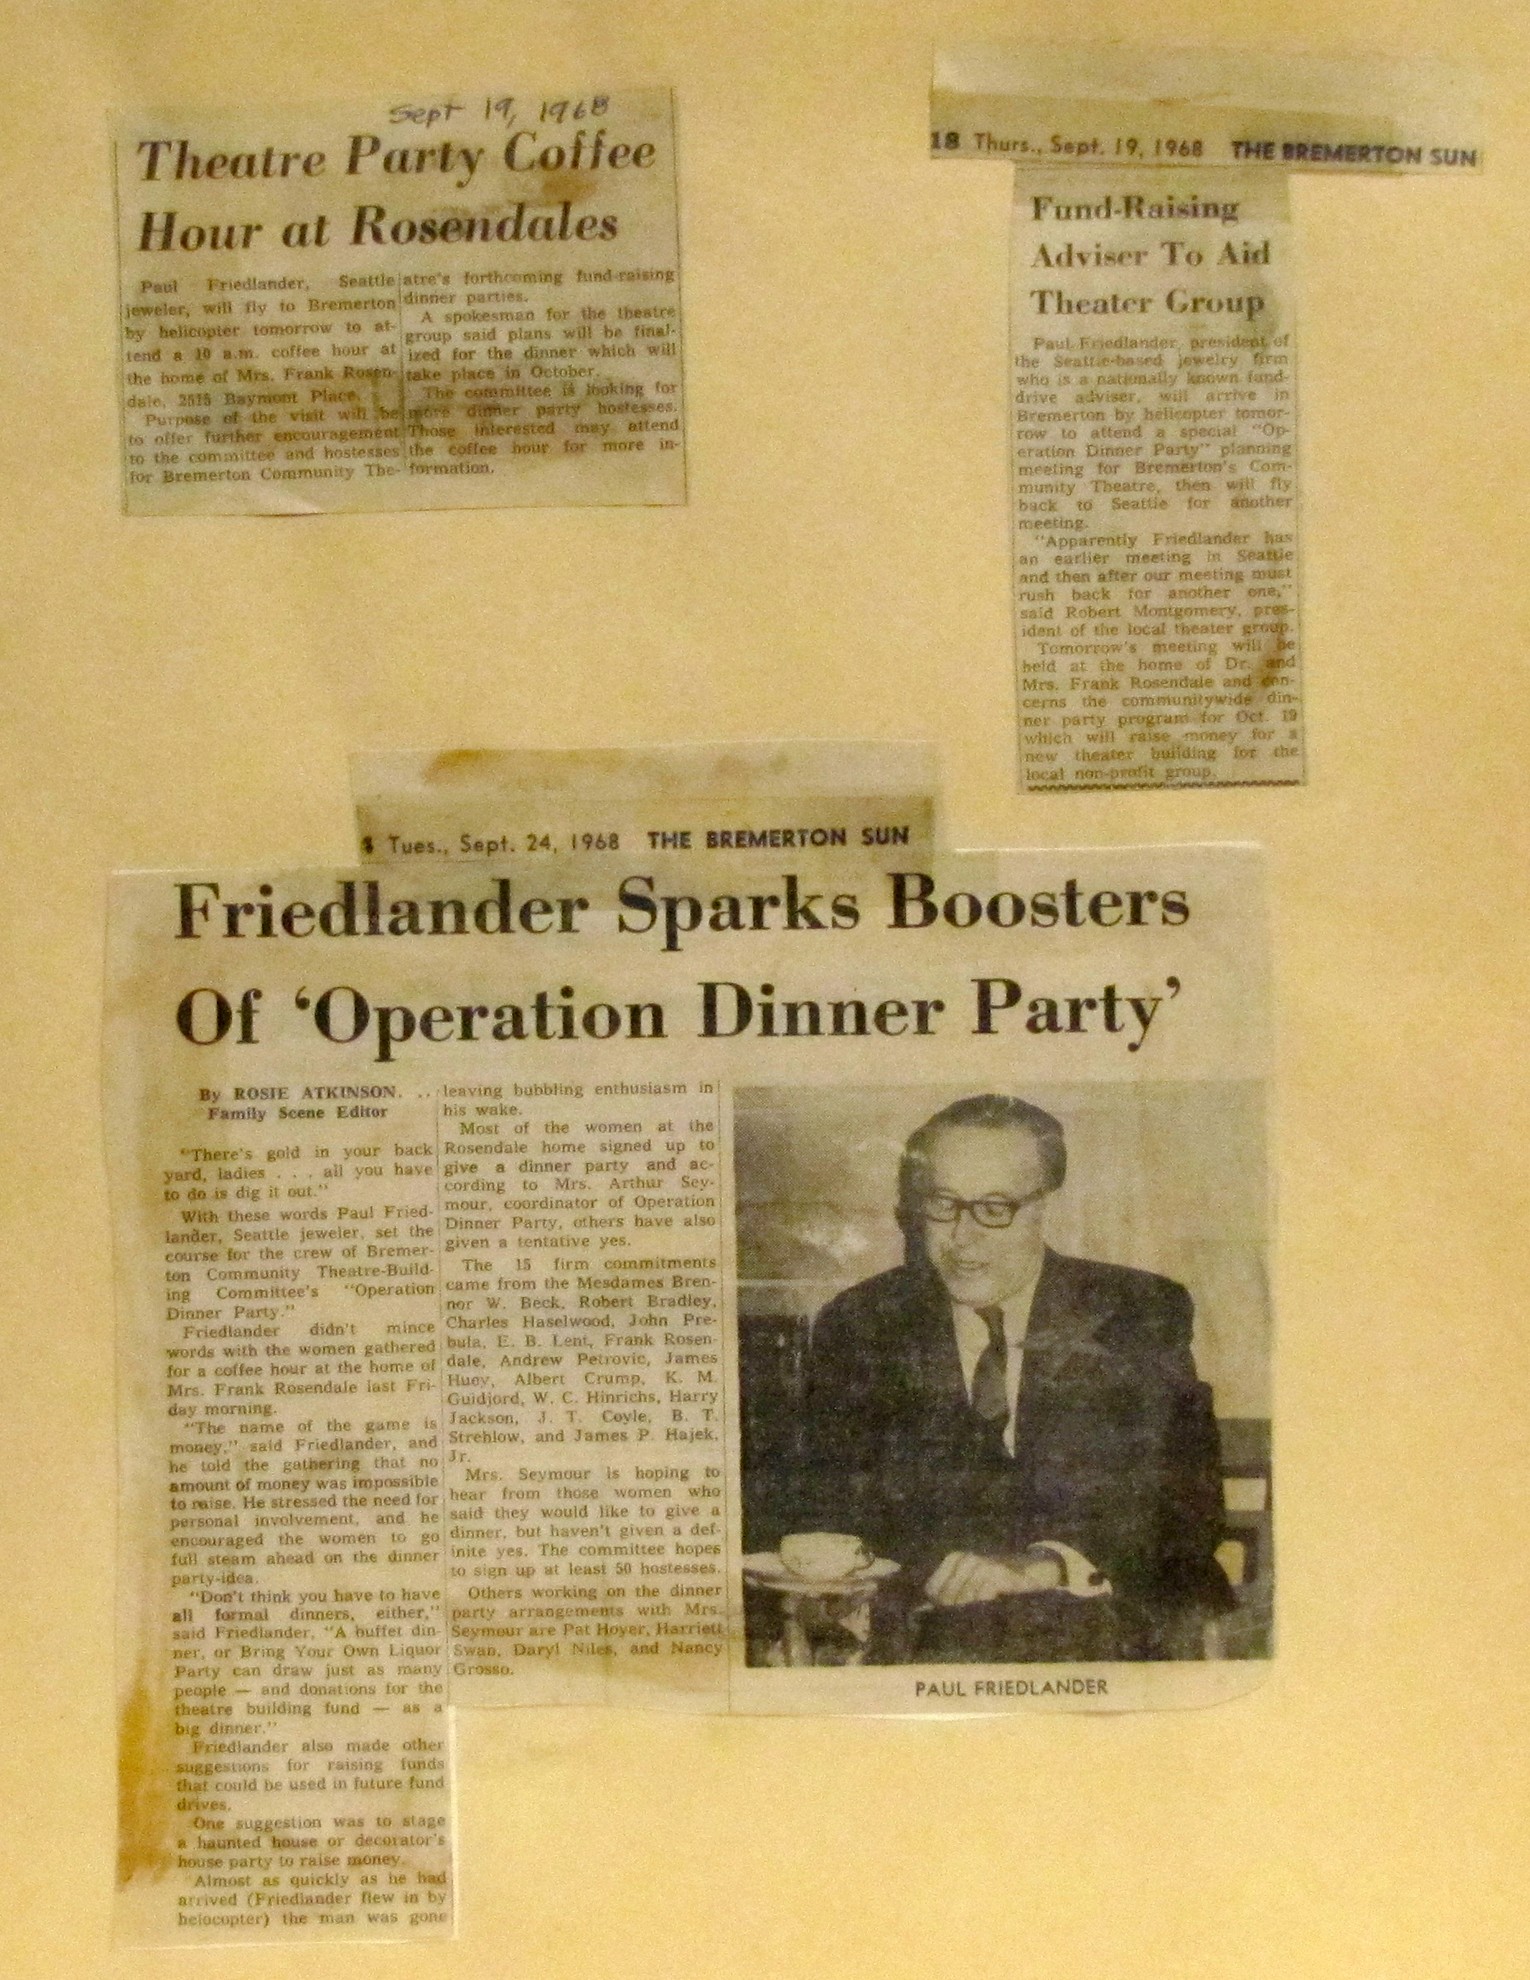 Sept 19, 1968
Theatre Party Coffee
Hour at Rosendales
Paul Friedlander, Seattle
jeweler, will fly to Bremerton
by helicopter tomorrow to at-
tend a 10 a.m. coffee hour at
the home of Mrs. Frank Rosen-
dale, 2515 Baymont Place.
Purpose of the visit will be
to offer further encouragement
to the committee and hostesses
for Bremerton Community The-
atre's forthcoming fund-raising
dinner parties.
A spokesman for the theatre
group said plans will be final-
ized for the dinner which will
take place in October.
The committee is looking for
more dinner party hostesses.
Those interested may attend
the coffee hour for more in-
formation.
18 Thurs., Sept. 19, 1968 THE BREMERTON SUN
Fund-Raising
Adviser To Aid
Theater Group
Paul Friedlander, president of
the Seattle-based jewelry firm
who is a nationally known fund-
drive adviser, will arrive in
Bremerton by helicopter tomor-
row to attend a special "Op-
eration Dinner Party" planning
meeting for Bremerton's Com-
munity Theatre, then will fly
back to Seattle for another
meeting.
"Apparently Friedlander has
an earlier meeting in Seattle
and then after our meeting must
rush back for another one,"
said Robert Montgomery, pres-
ident of the local theater group.
Tomorrow's meeting will be
held at the home of Dr. and
Mrs. Frank Rosendale and con-
cerns the communitywide din-
ner party program for Oct. 19
which will raise money for a
new theater building for the
local non-profit group.
Tues., Sept. 24, 1968 THE BREMERTON SUN
Friedlander Sparks Boosters
Of 'Operation Dinner Party'
By ROSIE ATKINSON. ..
Family Scene Editor
"There's gold in your back
yard, ladies . . . all you have
to do is dig it out."
With these words Paul Fried-
lander, Seattle jeweler, set the
course for the crew of Bremer-
ton Community Theatre-Build-
ing Committee's "Operation
Dinner Party."
Friedlander didn't mince
words with the women gathered
for a coffee hour at the home of
Mrs. Frank Rosendale last Fri-
day morning.
"The name of the game is
money," said Friedlander, and
he told the gathering that no
amount of money was impossible
to raise. He stressed the need for
personal involvement, and he
encouraged the women to go
full steam ahead on the dinner
party-idea.
"Don't think you have to have
all formal dinners, either,"
said Friedlander, "A buffet din-
ner, or Bring Your Own Liquor
Party can draw just as many
people — and donations for the
theatre building fund — as a
big dinner."
Friedlander also made other
suggestions for raising funds
that could be used in future fund
drives.
One suggestion was to stage
a haunted house or decorator's
house party to raise money.
Almost as quickly as he had
arrived (Friedlander flew in by
helocopter) the man was gone
leaving bubbling enthusiasm in
his wake.
Most of the women at the
Rosendale home signed up to
give a dinner party and ac-
cording to Mrs. Arthur Sey-
mour, coordinator of Operation
Dinner Party, others have also
given a tentative yes.
The 15 firm commitments
came from the Mesdames Bren-
nor W. Beck, Robert Bradley,
Charles Haselwood, John Pre-
bula, E. B. Lent, Frank Rosen-
dale, Andrew Petrovic, James
Huey, Albert Crump, K. M.
Guidjord, W. C. Hinrichs, Harry
Jackson, J. T. Coyle, B. T.
Strehlow, and James P. Hajek,
Jr.
Mrs. Seymour is hoping to
hear from those women who
said they would like to give a
dinner, but haven't given a def-
inite yes. The committee hopes
to sign up at least 50 hostesses.
Others working on the dinner
party arrangements with Mrs.
Seymour are Pat Hoyer, Harriett
Swan, Daryl Niles, and Nancy
Grosso.
PAUL FRIEDLANDER